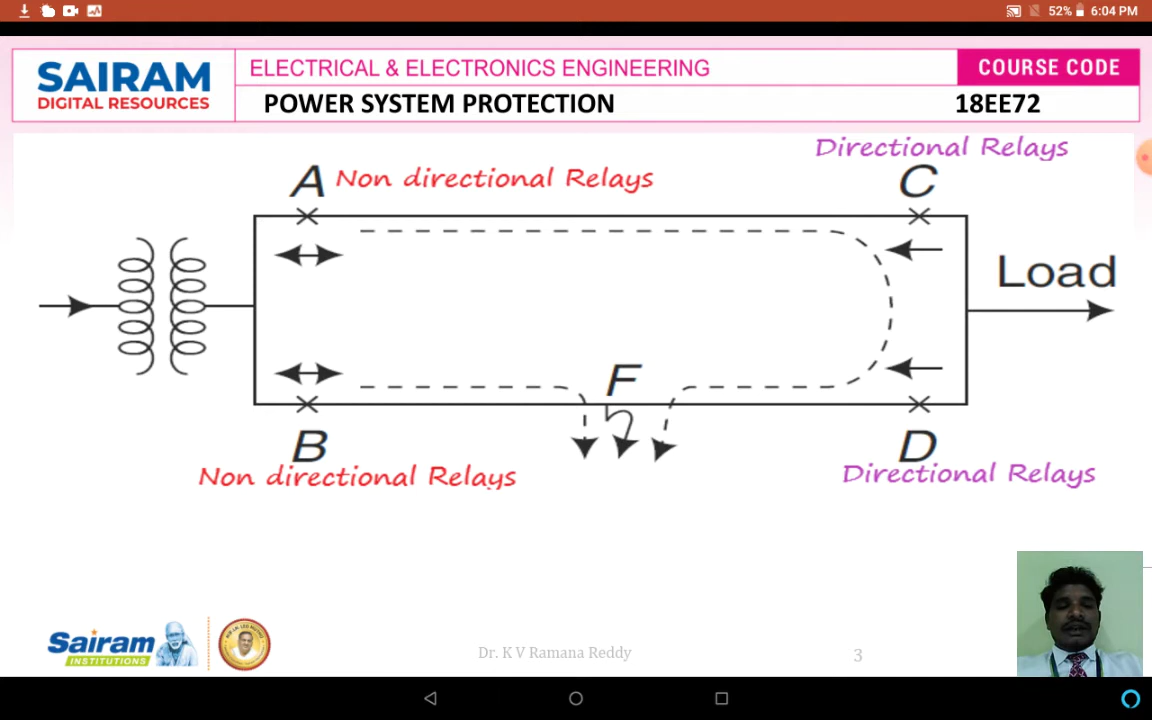 52% 6:04 PM
SAIRAM
DIGITAL RESOURCES
ELECTRICAL & ELECTRONICS ENGINEERING
COURSE CODE
POWER SYSTEM PROTECTION
18EE72
Directional Relays
A Non directional Relays
C
Load
F
B
D
Non directional Relays
Directional Relays
Sairam
INSTITUTIONS
Dr. K V Ramana Reddy
3